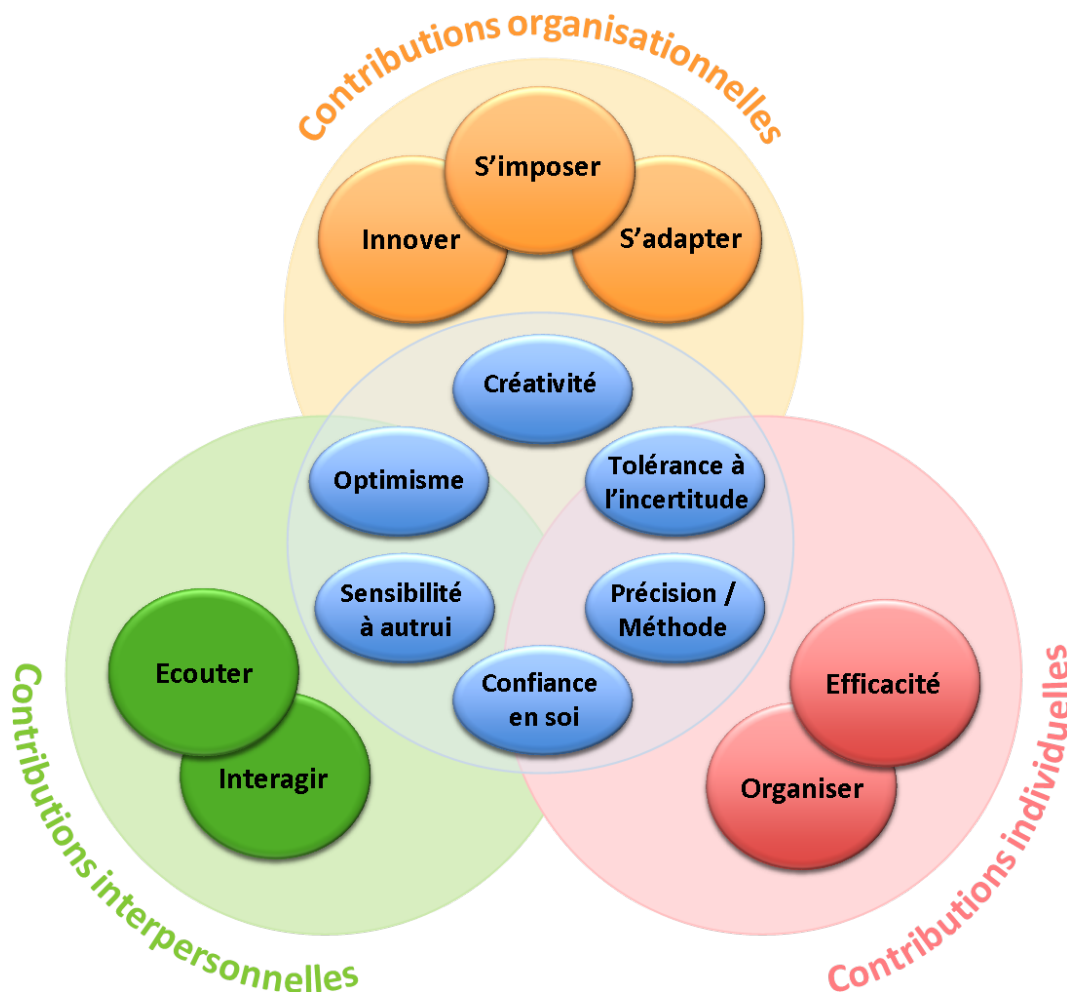 Contributions organisationnelles
S’imposer
Innover
S’adapter
Créativité
Optimisme
Tolérance à
l’incertitude
Sensibilité
à autrui
Précision /
Méthode
Confiance
en soi
Ecouter
Interagir
Efficacité
Organiser
Contributions interpersonnelles
Contributions individuelles